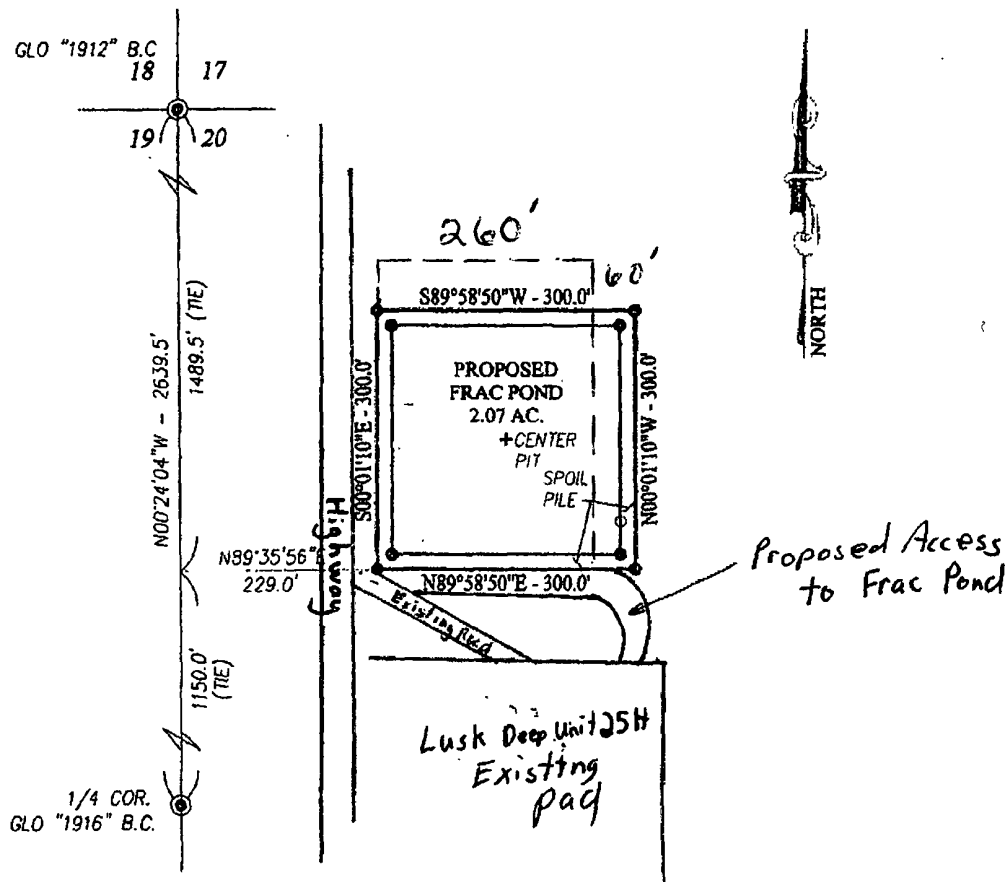 GLO "1912" B.C
18 17
19 20
N00°24'04"W - 2639.5'
1489.5' (TIE)
1150.0'
(TIE)
1/4 COR.
GLO "1916" B.C.
NORTH
260'
60'
S89°58'50"W - 300.0'
S00°01'10"E - 300.0'
N00°01'10"W - 300.0'
PROPOSED
FRAC POND
2.07 AC.
+CENTER
PIT
SPOIL
PILE
N89°58'50"E - 300.0'
N89°35'56"E
229.0'
Highway
Existing Road
Proposed Access
to Frac Pond
Lusk Deep Unit 25H
Existing
pad